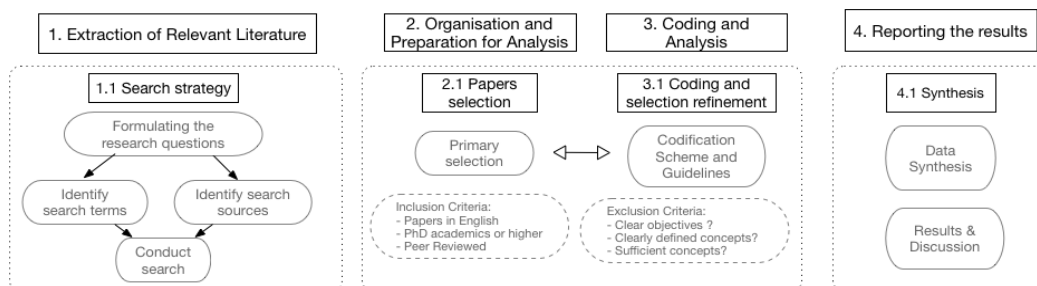 1. Extraction of Relevant Literature
1.1 Search strategy
Formulating the
research questions
Identify
search terms
Identify search
sources
Conduct
search
2. Organisation and
Preparation for Analysis
2.1 Papers
selection
Primary
selection
Inclusion Criteria:
- Papers in English
- PhD academics or higher
- Peer Reviewed
3. Coding and
Analysis
3.1 Coding and
selection refinement
Codification
Scheme and
Guidelines
Exclusion Criteria:
- Clear objectives ?
- Clearly defined concepts?
- Sufficient concepts?
4. Reporting the results
4.1 Synthesis
Data
Synthesis
Results &
Discussion